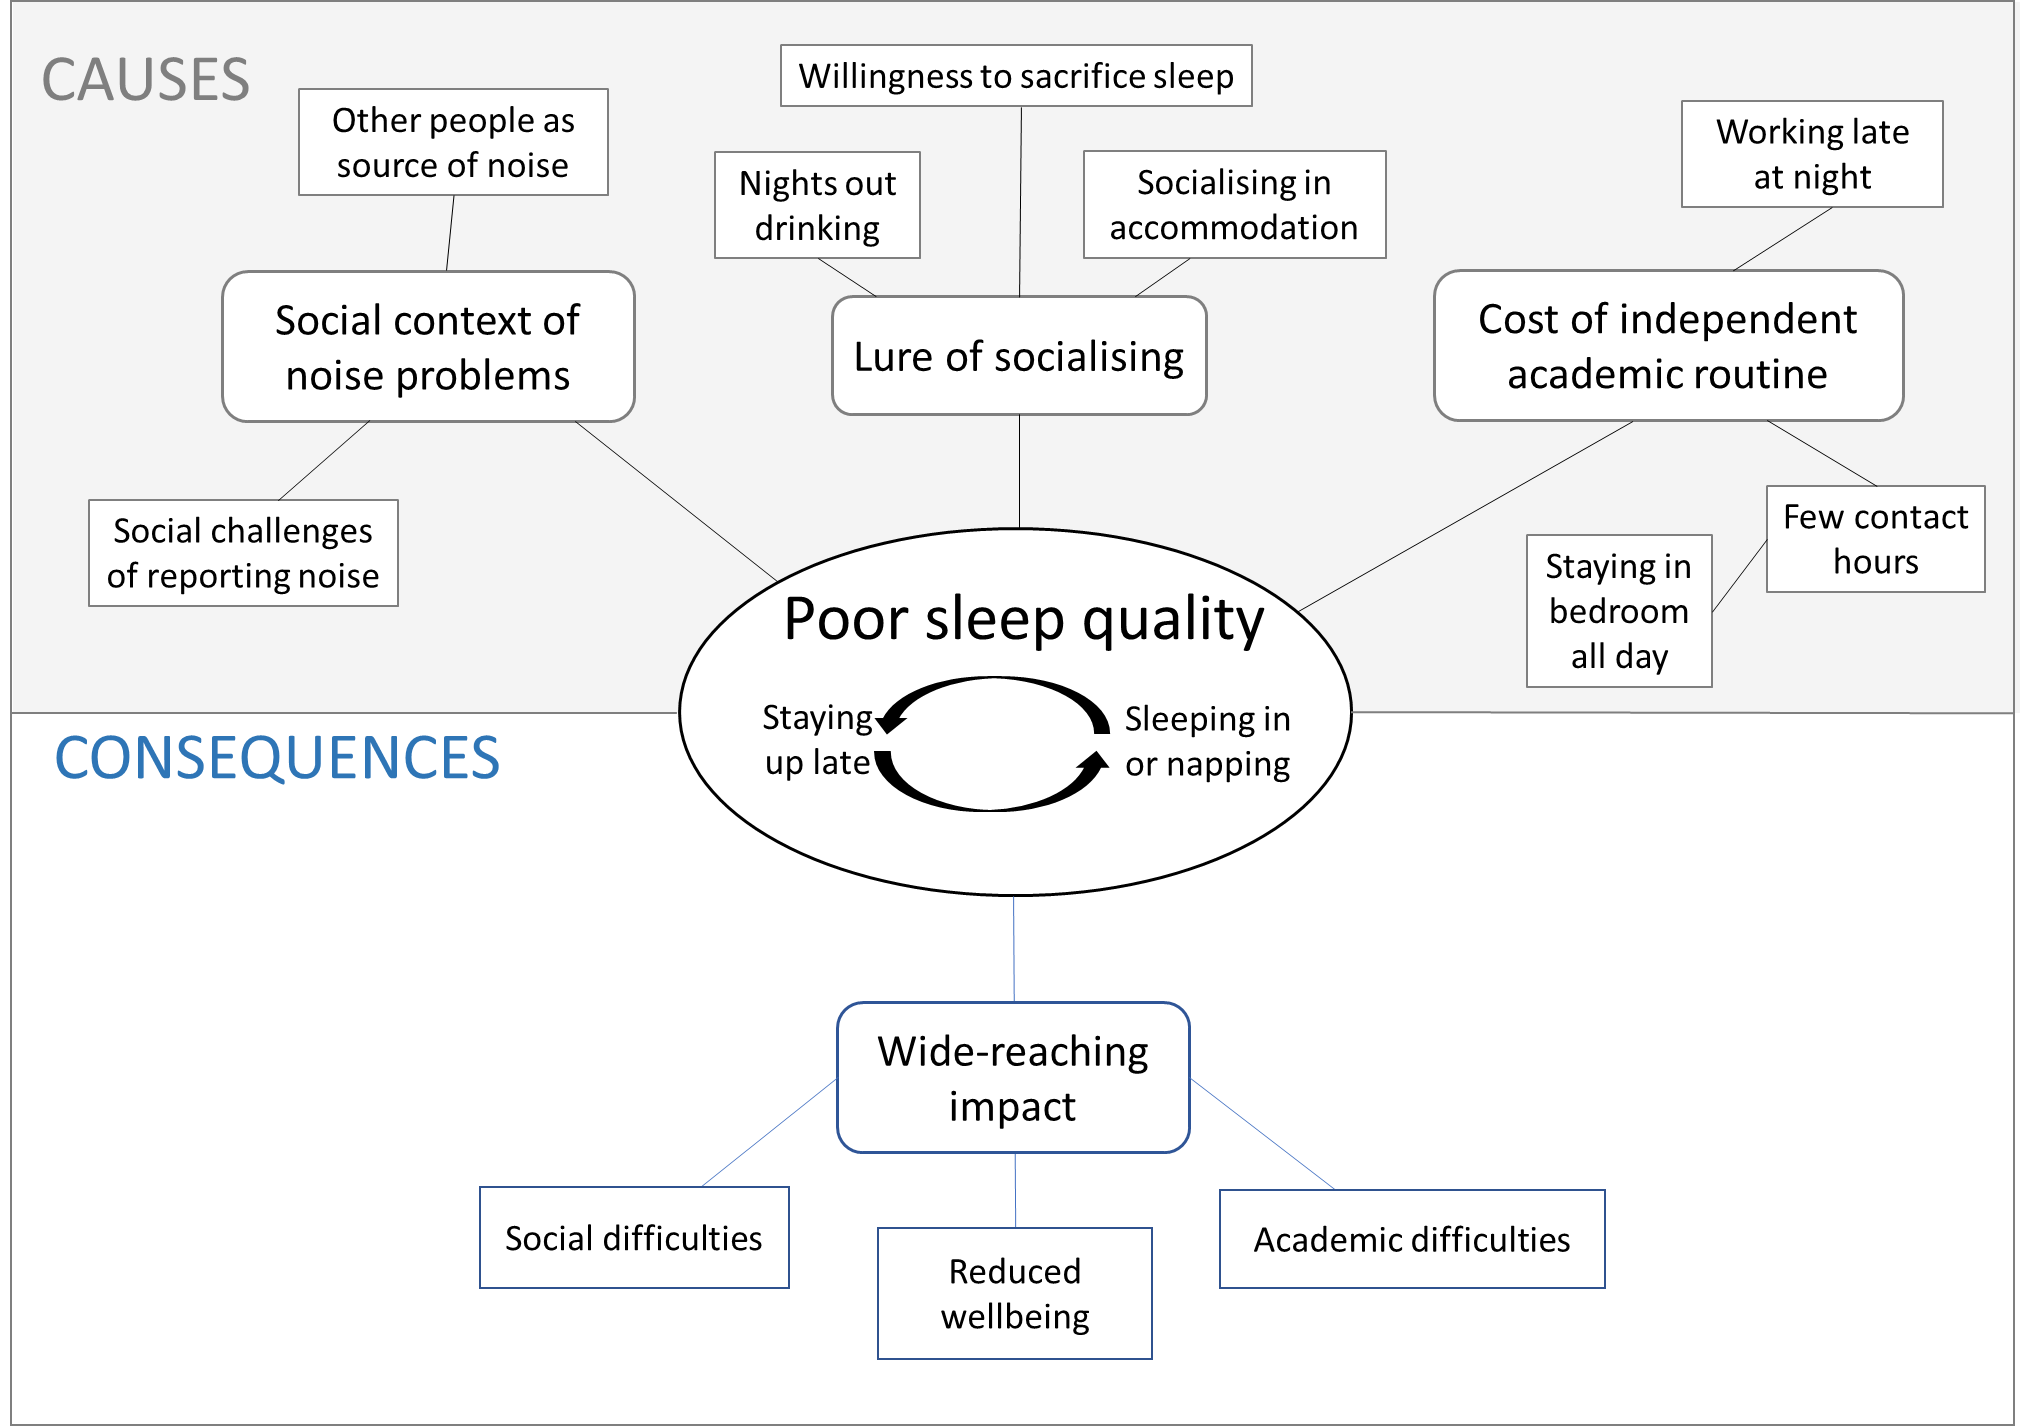 CAUSES
Willingness to sacrifice sleep
Other people as
source of noise
Nights out
drinking
Socialising in
accommodation
Working late
at night
Social context of
noise problems
Lure of socialising
Cost of independent
academic routine
Social challenges
of reporting noise
Few contact
hours
Staying in
bedroom
all day
Poor sleep quality
Staying
up late
Sleeping in
or napping
CONSEQUENCES
Wide-reaching
impact
Social difficulties
Reduced
wellbeing
Academic difficulties